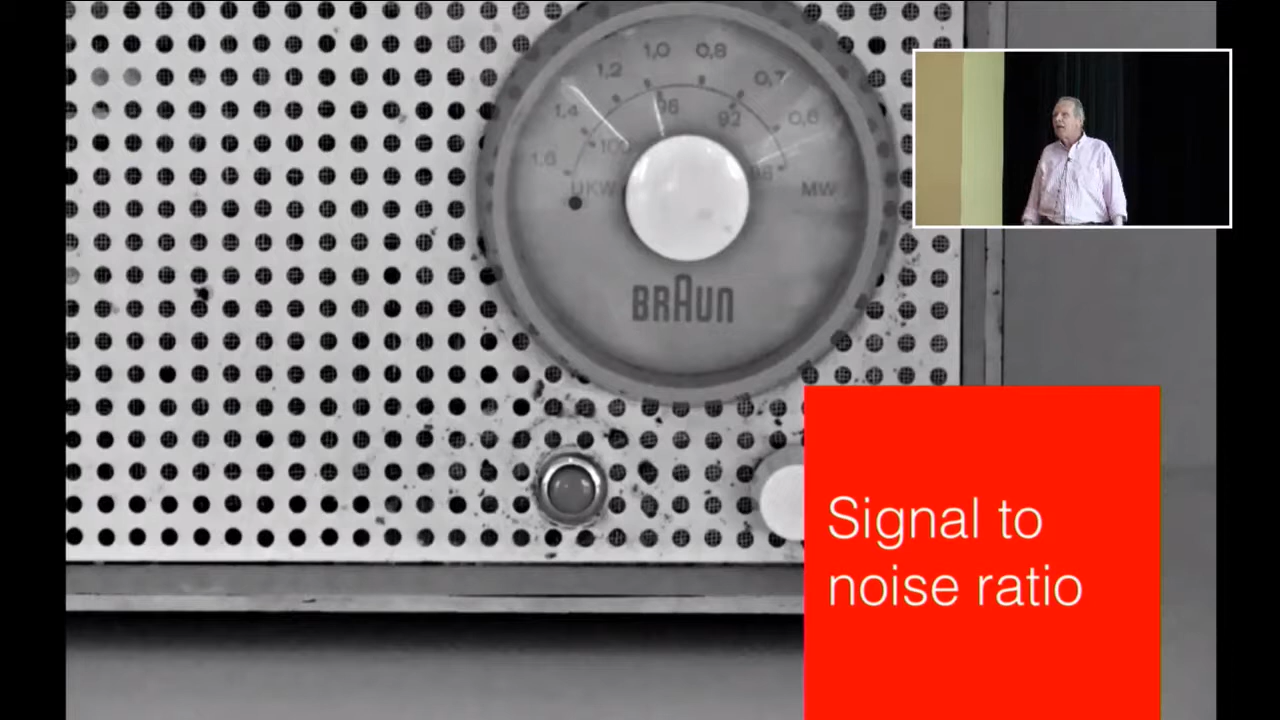 1,0 0,8
1,2 0,7
1,4 96 92 0,6
1,6 100
UKW MW
BRAUN
Signal to
noise ratio